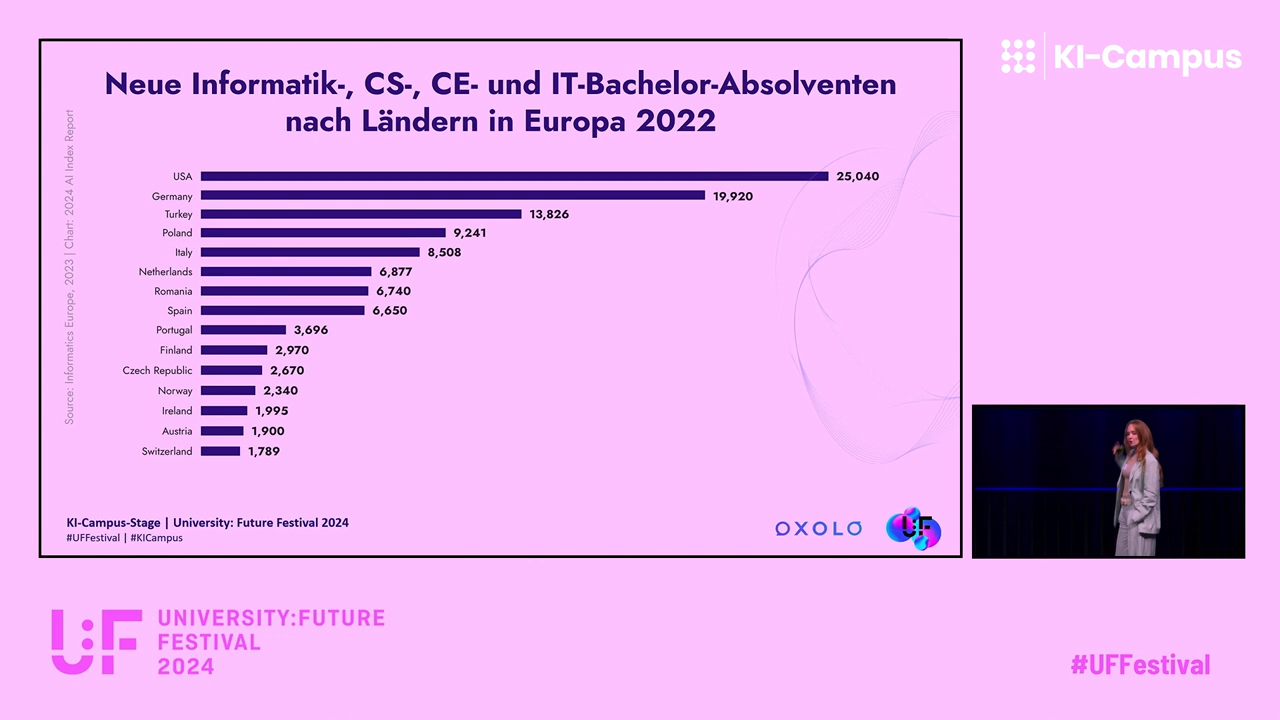 KI-Campus
Neue Informatik-, CS-, CE- und IT-Bachelor-Absolventen
nach Ländern in Europa 2022
Source: Informatics Europe, 2023 | Chart: 2024 AI Index Report
USA 25,040
Germany 19,920
Turkey 13,826
Poland 9,241
Italy 8,508
Netherlands 6,877
Romania 6,740
Spain 6,650
Portugal 3,696
Finland 2,970
Czech Republic 2,670
Norway 2,340
Ireland 1,995
Austria 1,900
Switzerland 1,789
KI-Campus-Stage | University: Future Festival 2024
#UFFestival | #KICampus
OXOLO
U:F
U:F
UNIVERSITY:FUTURE
FESTIVAL
2024
#UFFestival